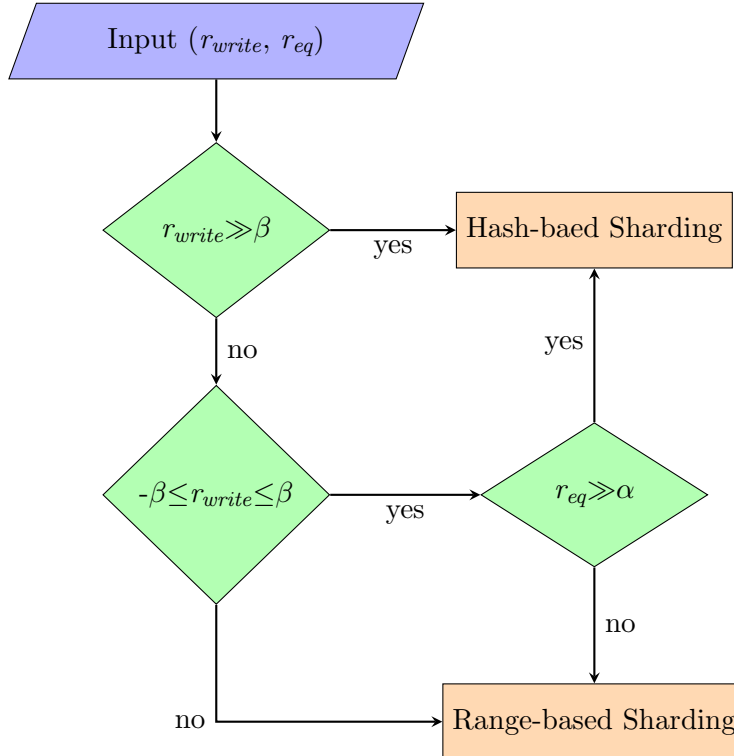 Input (r_write, r_eq)
r_write≫β
yes
Hash-baed Sharding
no
yes
-β≤r_write≤β
yes
r_eq≫α
no
no
Range-based Sharding